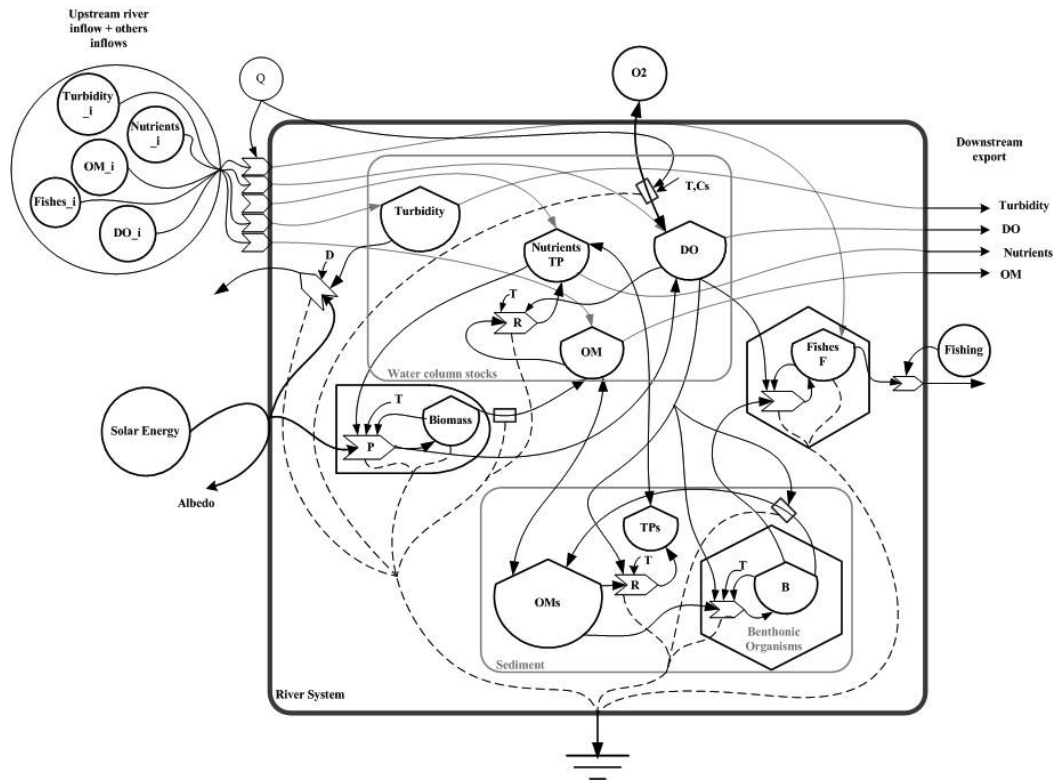 Upstream river
inflow + others
inflows
Turbidity
_i
Nutrients
_i
OM_i
Fishes_i
DO_i
Q
O2
Downstream
export
Turbidity
DO
Nutrients
OM
T,Cs
Turbidity
Nutrients
TP
DO
D
T
R
OM
Water column stocks
Fishes
F
Fishing
Solar Energy
Albedo
T
P
Biomass
TPs
T
R
OMs
T
B
Benthonic
Organisms
Sediment
River System